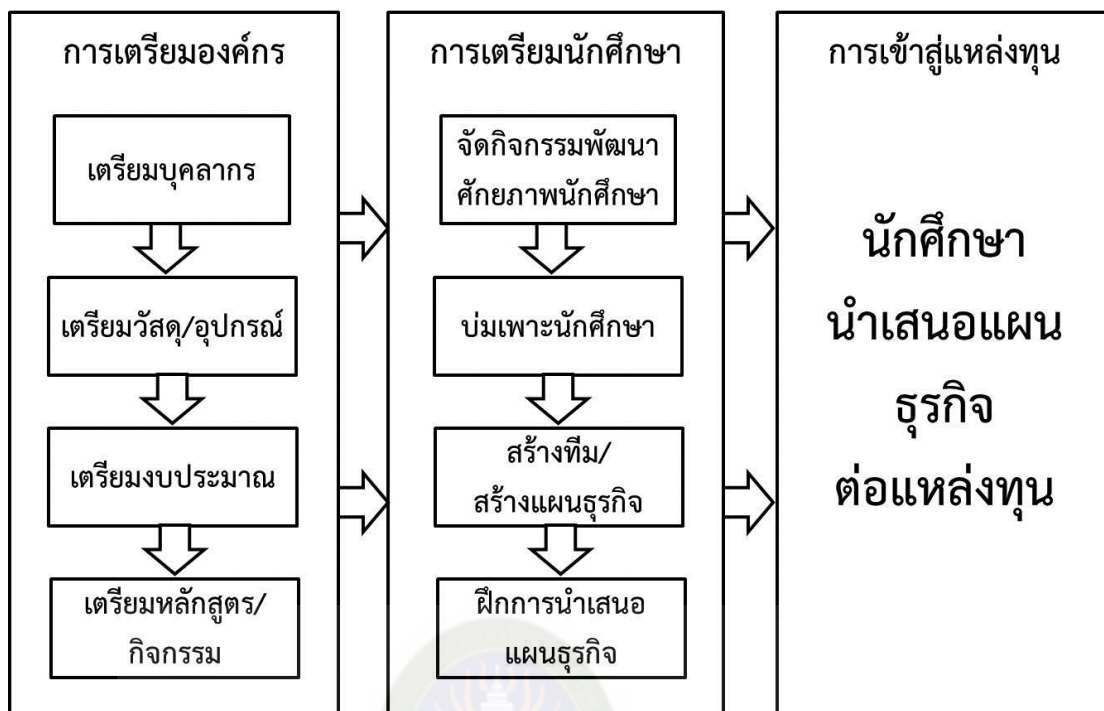 การเตรียมองค์กร
เตรียมบุคลากร
เตรียมวัสดุ/อุปกรณ์
เตรียมงบประมาณ
เตรียมหลักสูตร/
กิจกรรม
การเตรียมนักศึกษา
จัดกิจกรรมพัฒนา
ศักยภาพนักศึกษา
บ่มเพาะนักศึกษา
สร้างทีม/
สร้างแผนธุรกิจ
ฝึกการนำเสนอ
แผนธุรกิจ
การเข้าสู่แหล่งทุน
นักศึกษา
นำเสนอแผน
ธุรกิจ
ต่อแหล่งทุน